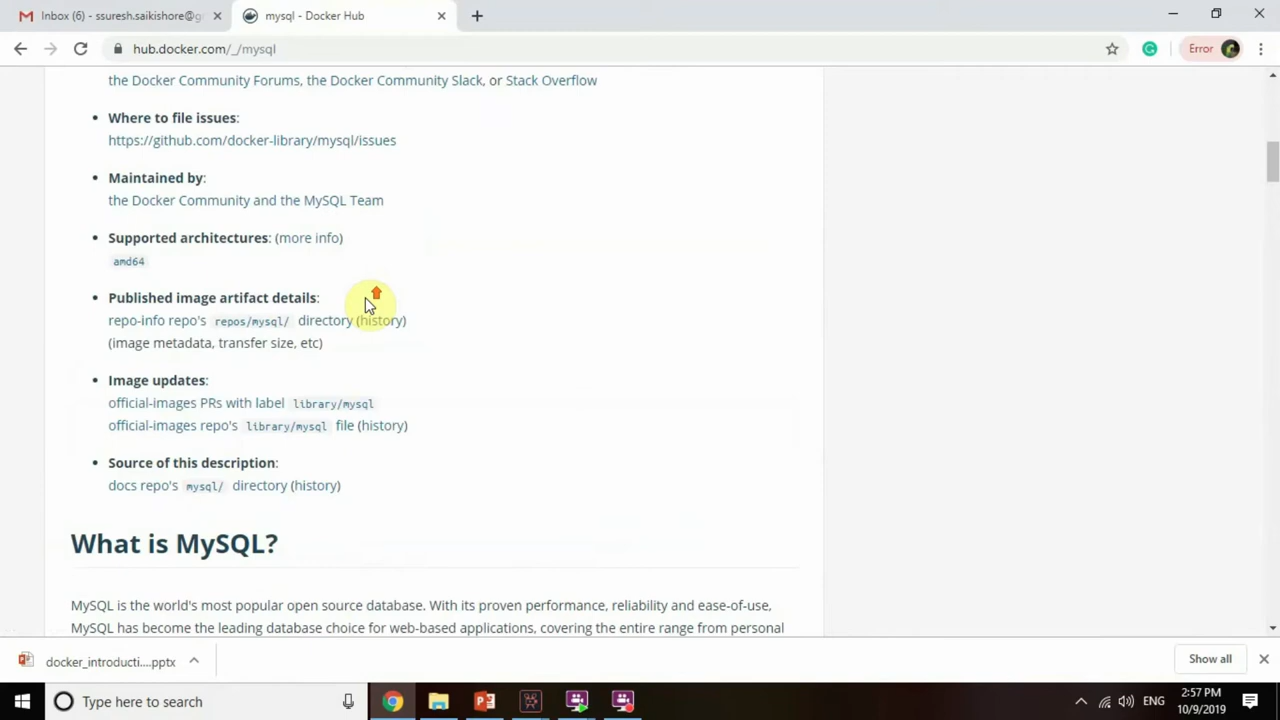 Inbox (6) - ssuresh.saikishore@g
mysql - Docker Hub
hub.docker.com/_/mysql
Error
the Docker Community Forums, the Docker Community Slack, or Stack Overflow
• Where to file issues:
https://github.com/docker-library/mysql/issues
• Maintained by:
the Docker Community and the MySQL Team
• Supported architectures: (more info)
amd64
• Published image artifact details:
repo-info repo's repos/mysql/ directory (history)
(image metadata, transfer size, etc)
• Image updates:
official-images PRs with label library/mysql
official-images repo's library/mysql file (history)
• Source of this description:
docs repo's mysql/ directory (history)
What is MySQL?
MySQL is the world's most popular open source database. With its proven performance, reliability and ease-of-use,
MySQL has become the leading database choice for web-based applications, covering the entire range from personal
docker_introducti....pptx
Show all
Type here to search
ENG
2:57 PM
10/9/2019